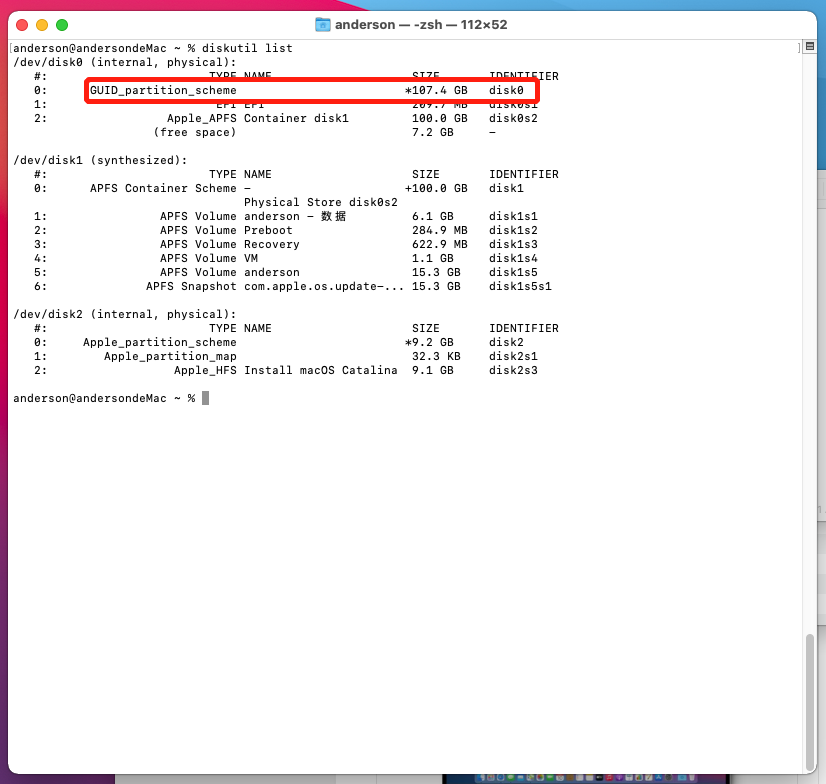 anderson — -zsh — 112×52
[anderson@andersondeMac ~ % diskutil list ]
/dev/disk0 (internal, physical):
#: TYPE NAME SIZE IDENTIFIER
0: GUID_partition_scheme *107.4 GB disk0
1: EFI EFI 209.7 MB disk0s1
2: Apple_APFS Container disk1 100.0 GB disk0s2
(free space) 7.2 GB -
/dev/disk1 (synthesized):
#: TYPE NAME SIZE IDENTIFIER
0: APFS Container Scheme - +100.0 GB disk1
Physical Store disk0s2
1: APFS Volume anderson - 数据 6.1 GB disk1s1
2: APFS Volume Preboot 284.9 MB disk1s2
3: APFS Volume Recovery 622.9 MB disk1s3
4: APFS Volume VM 1.1 GB disk1s4
5: APFS Volume anderson 15.3 GB disk1s5
6: APFS Snapshot com.apple.os.update-... 15.3 GB disk1s5s1
/dev/disk2 (internal, physical):
#: TYPE NAME SIZE IDENTIFIER
0: Apple_partition_scheme *9.2 GB disk2
1: Apple_partition_map 32.3 KB disk2s1
2: Apple_HFS Install macOS Catalina 9.1 GB disk2s3
anderson@andersondeMac ~ %